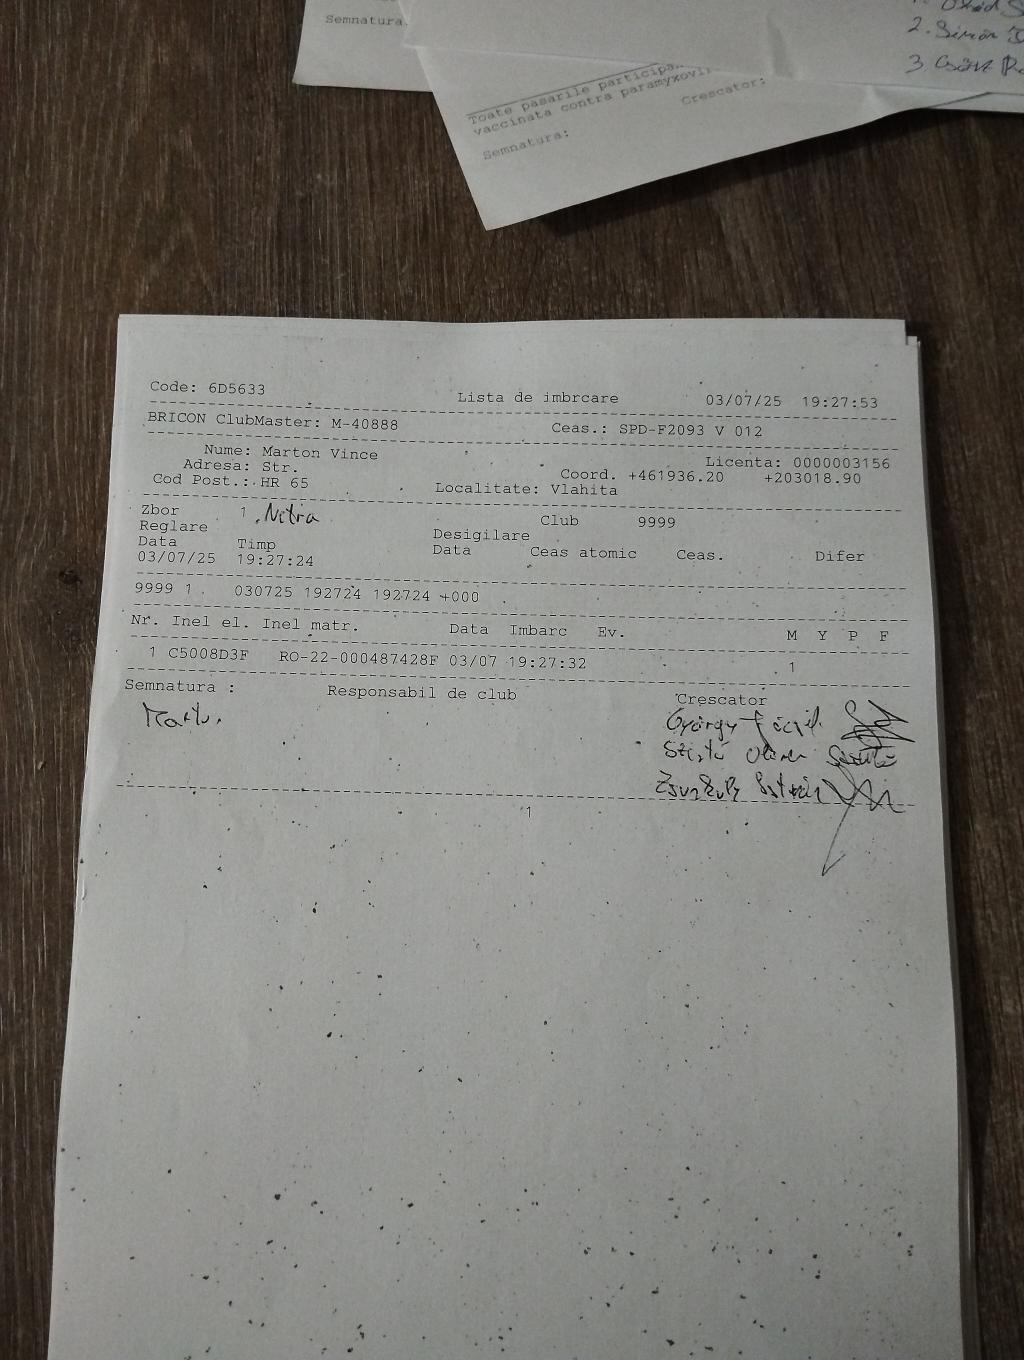 Semnatura
1. 
2. Simon
3.
Toate pasarile participa
vaccinata contra paramyxovi
Crescator:
Semnatura:
Code: 6D5633 Lista de imbrcare 03/07/25 19:27:53
BRICON ClubMaster: M-40888 Ceas.: SPD-F2093 V 012
Nume: Marton Vince Licenta: 0000003156
Adresa: Str. Coord. +461936.20 +203018.90
Cod Post.: HR 65 Localitate: Vlahita
Zbor 1 Nitra Club 9999
Reglare Desigilare
Data Timp Data Ceas atomic Ceas. Difer
03/07/25 19:27:24
9999 1 030725 192724 192724 +000
Nr. Inel el. Inel matr. Data Imbarc Ev. M Y P F
1 C5008D3F RO-22-000487428F 03/07 19:27:32 1
Semnatura : Responsabil de club Crescator
György
1